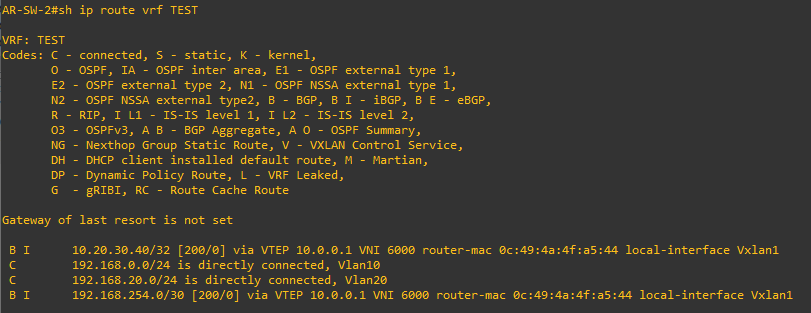 AR-SW-2#sh ip route vrf TEST

VRF: TEST
Codes: C - connected, S - static, K - kernel,
       O - OSPF, IA - OSPF inter area, E1 - OSPF external type 1,
       E2 - OSPF external type 2, N1 - OSPF NSSA external type 1,
       N2 - OSPF NSSA external type2, B - BGP, B I - iBGP, B E - eBGP,
       R - RIP, I L1 - IS-IS level 1, I L2 - IS-IS level 2,
       O3 - OSPFv3, A B - BGP Aggregate, A O - OSPF Summary,
       NG - Nexthop Group Static Route, V - VXLAN Control Service,
       DH - DHCP client installed default route, M - Martian,
       DP - Dynamic Policy Route, L - VRF Leaked,
       G  - gRIBI, RC - Route Cache Route

Gateway of last resort is not set

 B I      10.20.30.40/32 [200/0] via VTEP 10.0.0.1 VNI 6000 router-mac 0c:49:4a:4f:a5:44 local-interface Vxlan1
 C        192.168.0.0/24 is directly connected, Vlan10
 C        192.168.20.0/24 is directly connected, Vlan20
 B I      192.168.254.0/30 [200/0] via VTEP 10.0.0.1 VNI 6000 router-mac 0c:49:4a:4f:a5:44 local-interface Vxlan1